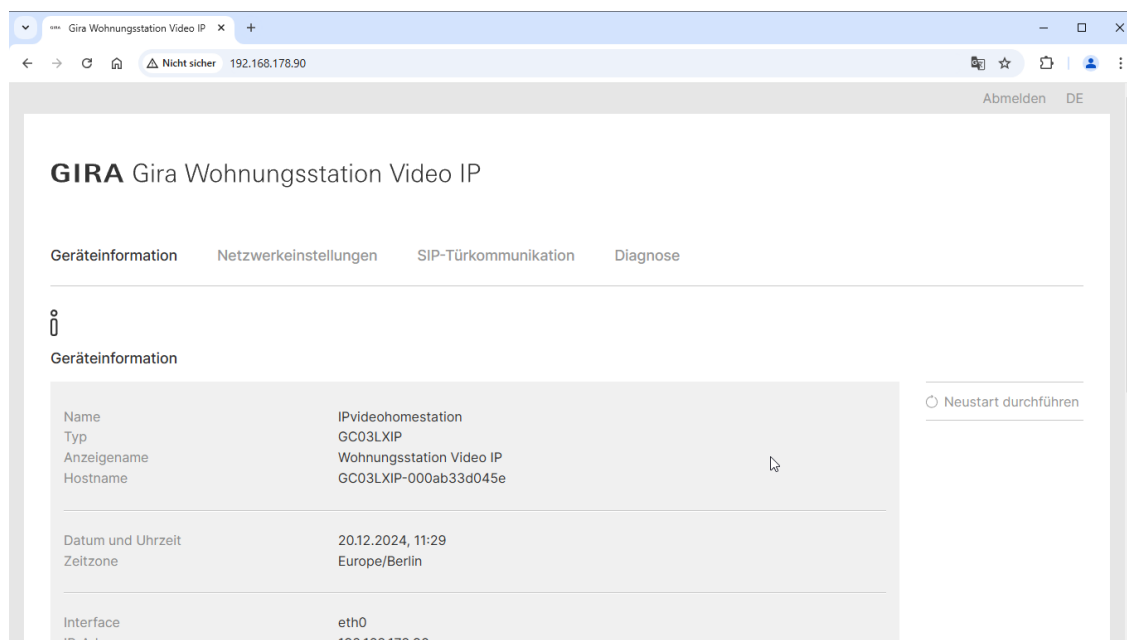 Gira Wohnungsstation Video IP
Nicht sicher 192.168.178.90
Abmelden DE
GIRA Gira Wohnungsstation Video IP
Geräteinformation Netzwerkeinstellungen SIP-Türkommunikation Diagnose
Geräteinformation
Neustart durchführen
Name IPvideohomestation
Typ GC03LXIP
Anzeigename Wohnungsstation Video IP
Hostname GC03LXIP-000ab33d045e
Datum und Uhrzeit 20.12.2024, 11:29
Zeitzone Europe/Berlin
Interface eth0